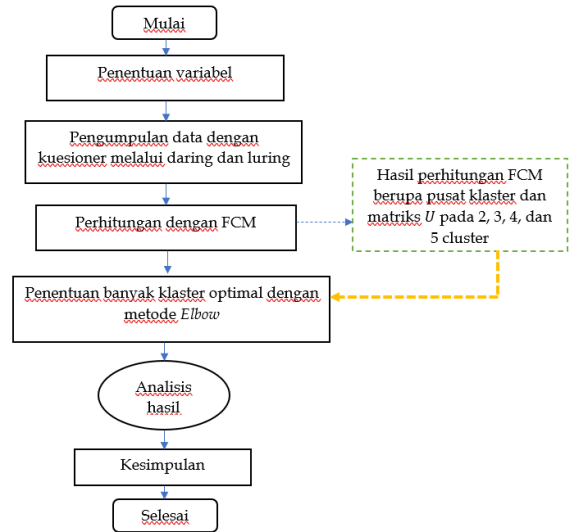 Mulai
Penentuan variabel
Pengumpulan data dengan
kuesioner melalui daring dan luring
Perhitungan dengan FCM
Hasil perhitungan FCM
berupa pusat klaster dan
matriks U pada 2, 3, 4, dan
5 cluster
Penentuan banyak klaster optimal dengan
metode Elbow
Analisis
hasil
Kesimpulan
Selesai